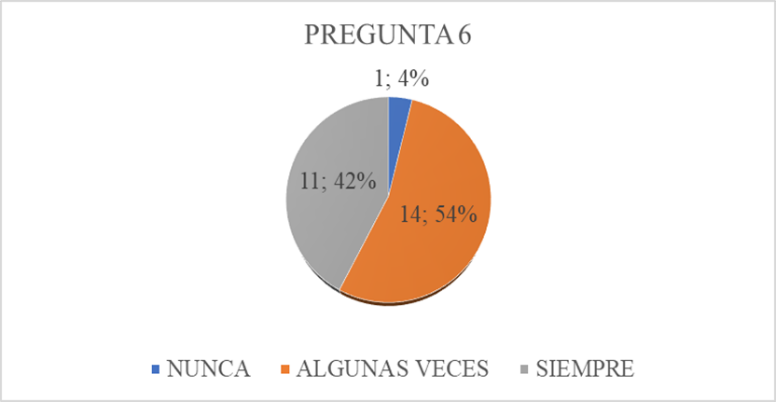 PREGUNTA 6
1; 4%
11; 42%
14; 54%
NUNCA
ALGUNAS VECES
SIEMPRE